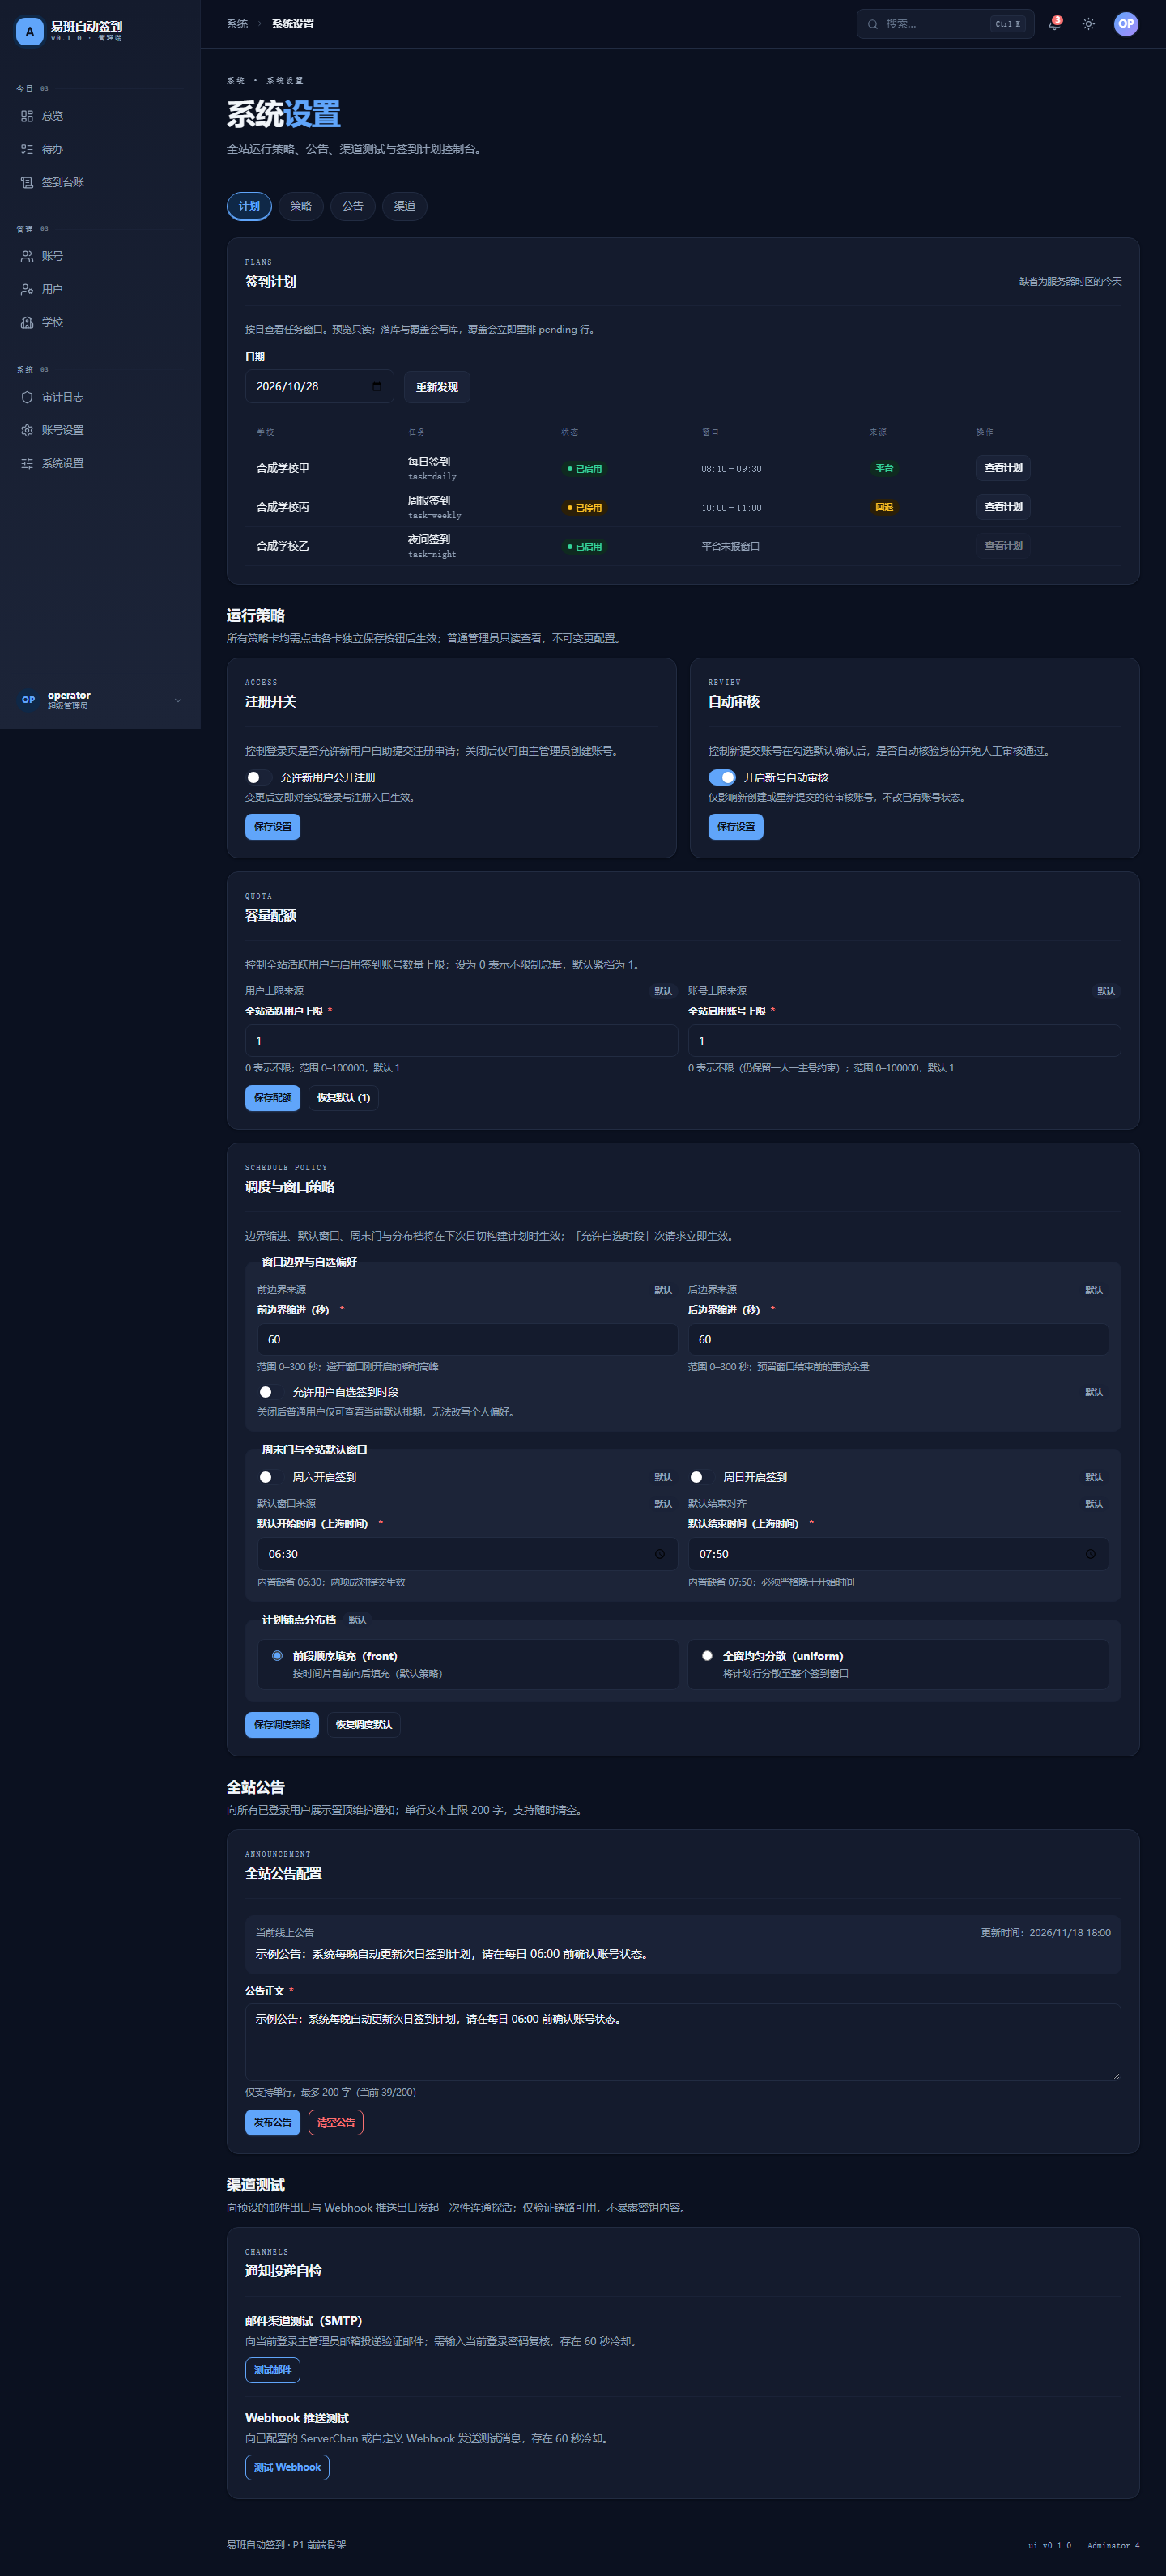 A
易班自动签到
v0.1.0 · 管理端
今日 03
总览
待办
签到台账
管理 03
账号
用户
学校
系统 03
审计日志
账号设置
系统设置
OP
operator
超级管理员
系统 › 系统设置
搜索... Ctrl K
3
OP
系统 · 系统设置
系统设置
全站运行策略、公告、渠道测试与签到计划控制台。
计划 策略 公告 渠道
PLANS
签到计划
缺省为服务器时区的今天
按日查看任务窗口。预览只读；落库与覆盖会写库，覆盖会立即重排 pending 行。
日期
2026/10/28
重新发现
学校 任务 状态 窗口 来源 操作
合成学校甲 每日签到 已启用 08:10－09:30 平台 查看计划
task-daily
合成学校丙 周报签到 已停用 10:00－11:00 回退 查看计划
task-weekly
合成学校乙 夜间签到 已启用 平台未报窗口 — 查看计划
task-night
运行策略
所有策略卡均需点击各卡独立保存按钮后生效；普通管理员只读查看，不可变更配置。
ACCESS
注册开关
控制登录页是否允许新用户自助提交注册申请；关闭后仅可由主管理员创建账号。
允许新用户公开注册
变更后立即对全站登录与注册入口生效。
保存设置
REVIEW
自动审核
控制新提交账号在勾选默认确认后，是否自动核验身份并免人工审核通过。
开启新号自动审核
仅影响新创建或重新提交的待审核账号，不改已有账号状态。
保存设置
QUOTA
容量配额
控制全站活跃用户与启用签到账号数量上限；设为 0 表示不限制总量，默认紧档为 1。
用户上限来源 默认
全站活跃用户上限 *
1
0 表示不限；范围 0–100000，默认 1
账号上限来源 默认
全站启用账号上限 *
1
0 表示不限（仍保留一人一主号约束）；范围 0–100000，默认 1
保存配额 恢复默认 (1)
SCHEDULE POLICY
调度与窗口策略
边界缩进、默认窗口、周末门与分布档将在下次日切构建计划时生效；「允许自选时段」次请求立即生效。
窗口边界与自选偏好
前边界来源 默认
前边界缩进（秒） *
60
范围 0–300 秒；避开窗口刚开启的瞬时高峰
后边界来源 默认
后边界缩进（秒） *
60
范围 0–300 秒；预留窗口结束前的重试余量
允许用户自选签到时段 默认
关闭后普通用户仅可查看当前默认排期，无法改写个人偏好。
周末门与全站默认窗口
周六开启签到 默认
周日开启签到 默认
默认窗口来源 默认
默认开始时间（上海时间） *
06:30
内置缺省 06:30；两项成对提交生效
默认结束对齐 默认
默认结束时间（上海时间） *
07:50
内置缺省 07:50；必须严格晚于开始时间
计划铺点分布档 默认
前段顺序填充（front）
按时间片自前向后填充（默认策略）
全窗均匀分散（uniform）
将计划行分散至整个签到窗口
保存调度策略 恢复调度默认
全站公告
向所有已登录用户展示置顶维护通知；单行文本上限 200 字，支持随时清空。
ANNOUNCEMENT
全站公告配置
当前线上公告 更新时间：2026/11/18 18:00
示例公告：系统每晚自动更新次日签到计划，请在每日 06:00 前确认账号状态。
公告正文 *
示例公告：系统每晚自动更新次日签到计划，请在每日 06:00 前确认账号状态。
仅支持单行，最多 200 字（当前 39/200）
发布公告 清空公告
渠道测试
向预设的邮件出口与 Webhook 推送出口发起一次性连通探活；仅验证链路可用，不暴露密钥内容。
CHANNELS
通知投递自检
邮件渠道测试（SMTP）
向当前登录主管理员邮箱投递验证邮件；需输入当前登录密码复核，存在 60 秒冷却。
测试邮件
Webhook 推送测试
向已配置的 ServerChan 或自定义 Webhook 发送测试消息，存在 60 秒冷却。
测试 Webhook
易班自动签到 · P1 前端骨架
ui v0.1.0 Adminator 4